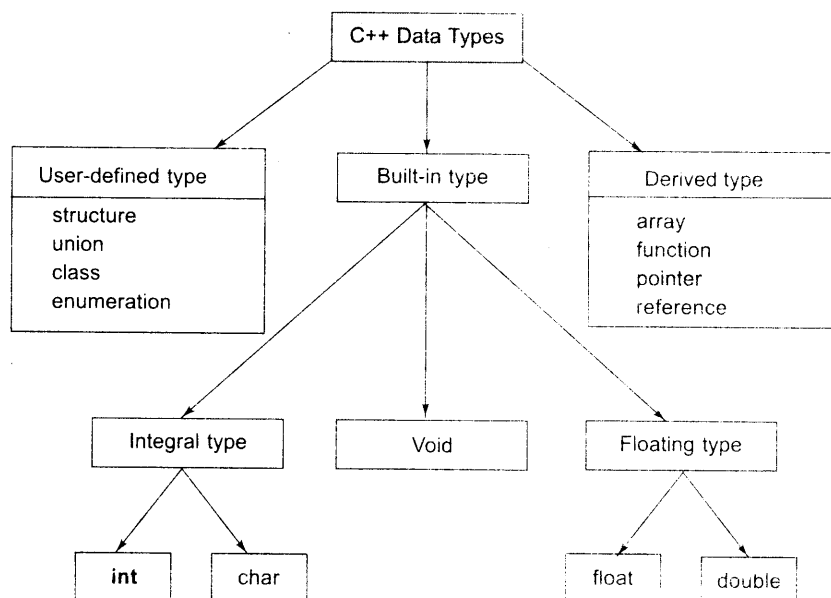 C++ Data Types
User-defined type
structure
union
class
enumeration
Built-in type
Derived type
array
function
pointer
reference
Integral type
Void
Floating type
int
char
float
double